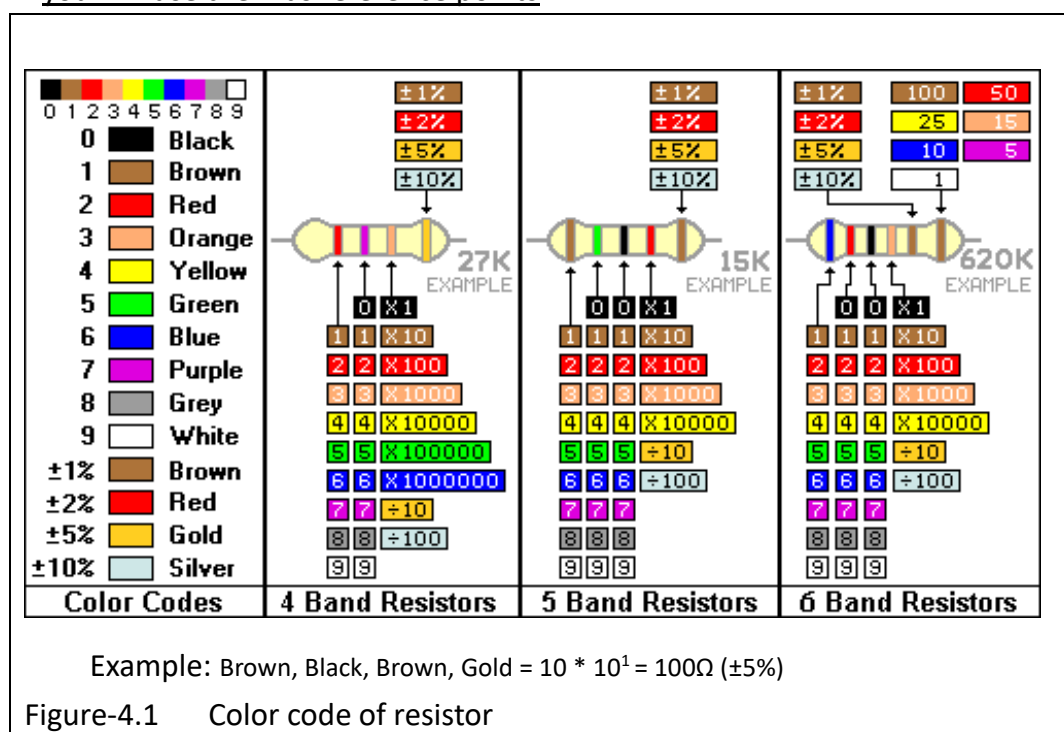 you will use them as reference points
0 1 2 3 4 5 6 7 8 9
0 Black
1 Brown
2 Red
3 Orange
4 Yellow
5 Green
6 Blue
7 Purple
8 Grey
9 White
±1% Brown
±2% Red
±5% Gold
±10% Silver
Color Codes
±1%
±2%
±5%
±10%
27K
EXAMPLE
0 X1
1 1 X10
2 2 X100
3 3 X1000
4 4 X10000
5 5 X100000
6 6 X1000000
7 7 ÷10
8 8 ÷100
9 9
4 Band Resistors
±1%
±2%
±5%
±10%
15K
EXAMPLE
0 0 X1
1 1 1 X10
2 2 2 X100
3 3 3 X1000
4 4 4 X10000
5 5 5 ÷10
6 6 6 ÷100
7 7 7
8 8 8
9 9 9
5 Band Resistors
±1% 100 50
±2% 25 15
±5% 10 5
±10% 1
620K
EXAMPLE
0 0 X1
1 1 1 X10
2 2 2 X100
3 3 3 X1000
4 4 4 X10000
5 5 5 ÷10
6 6 6 ÷100
7 7 7
8 8 8
9 9 9
6 Band Resistors
Example: Brown, Black, Brown, Gold = 10 * 10¹ = 100Ω (±5%)
Figure-4.1 Color code of resistor